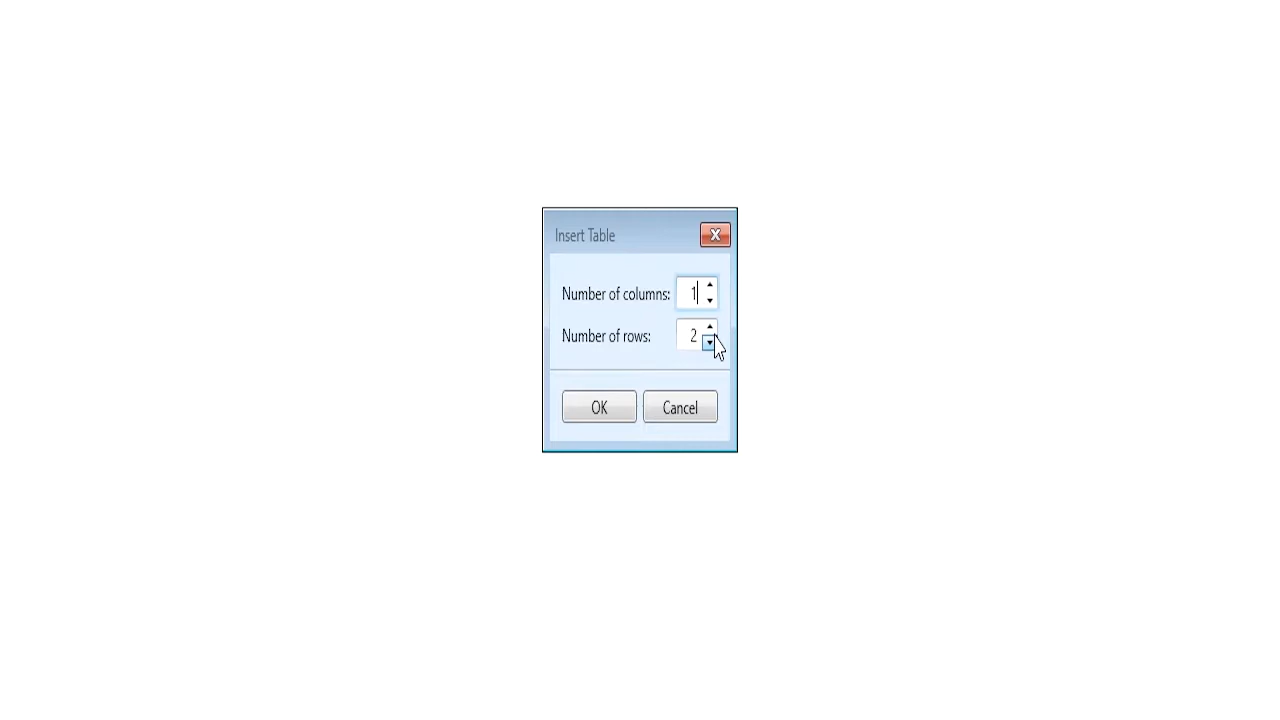 Insert Table
Number of columns: 1
Number of rows: 2
OK Cancel